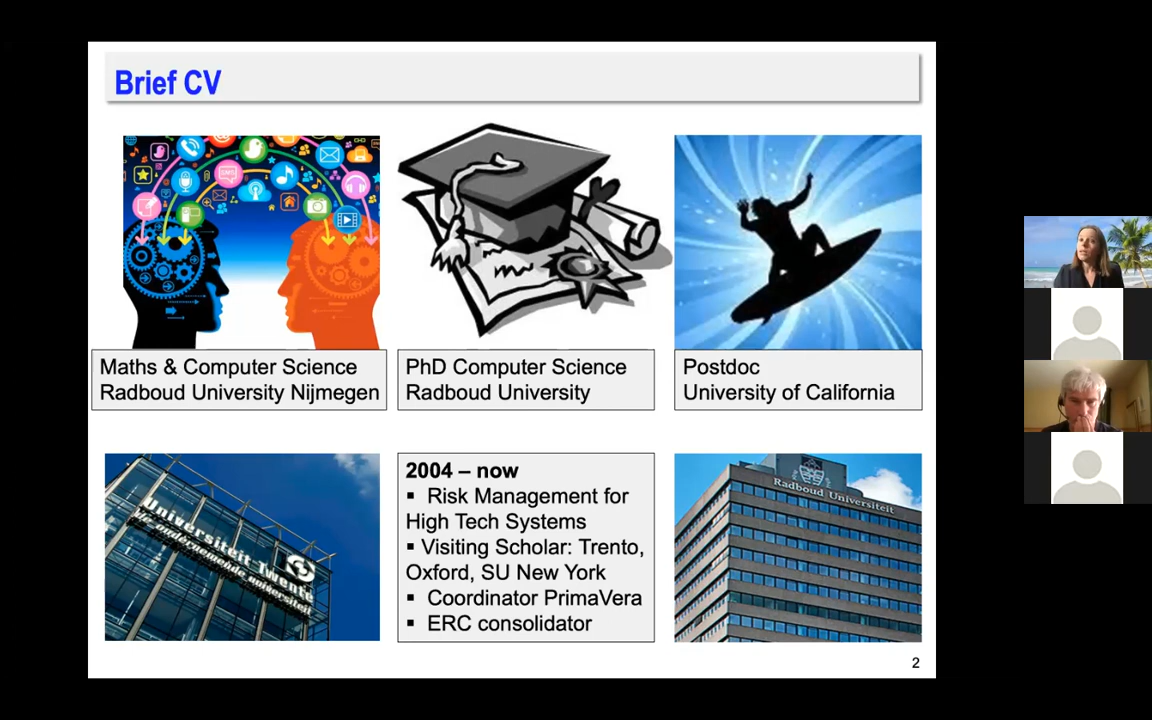 Brief CV
Maths & Computer Science
Radboud University Nijmegen
PhD Computer Science
Radboud University
Postdoc
University of California
Universiteit Twente
De ondernemende universiteit
2004 – now
▪ Risk Management for
High Tech Systems
▪ Visiting Scholar: Trento,
Oxford, SU New York
▪ Coordinator PrimaVera
▪ ERC consolidator
Radboud Universiteit
2